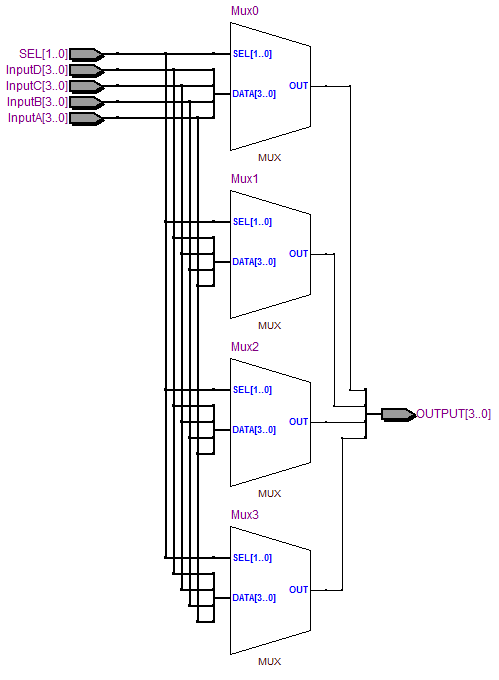 Mux0
SEL[1..0]
InputD[3..0]
InputC[3..0]
InputB[3..0]
InputA[3..0]
SEL[1..0]
DATA[3..0]
OUT
MUX
Mux1
SEL[1..0]
DATA[3..0]
OUT
MUX
Mux2
SEL[1..0]
DATA[3..0]
OUT
MUX
OUTPUT[3..0]
Mux3
SEL[1..0]
DATA[3..0]
OUT
MUX